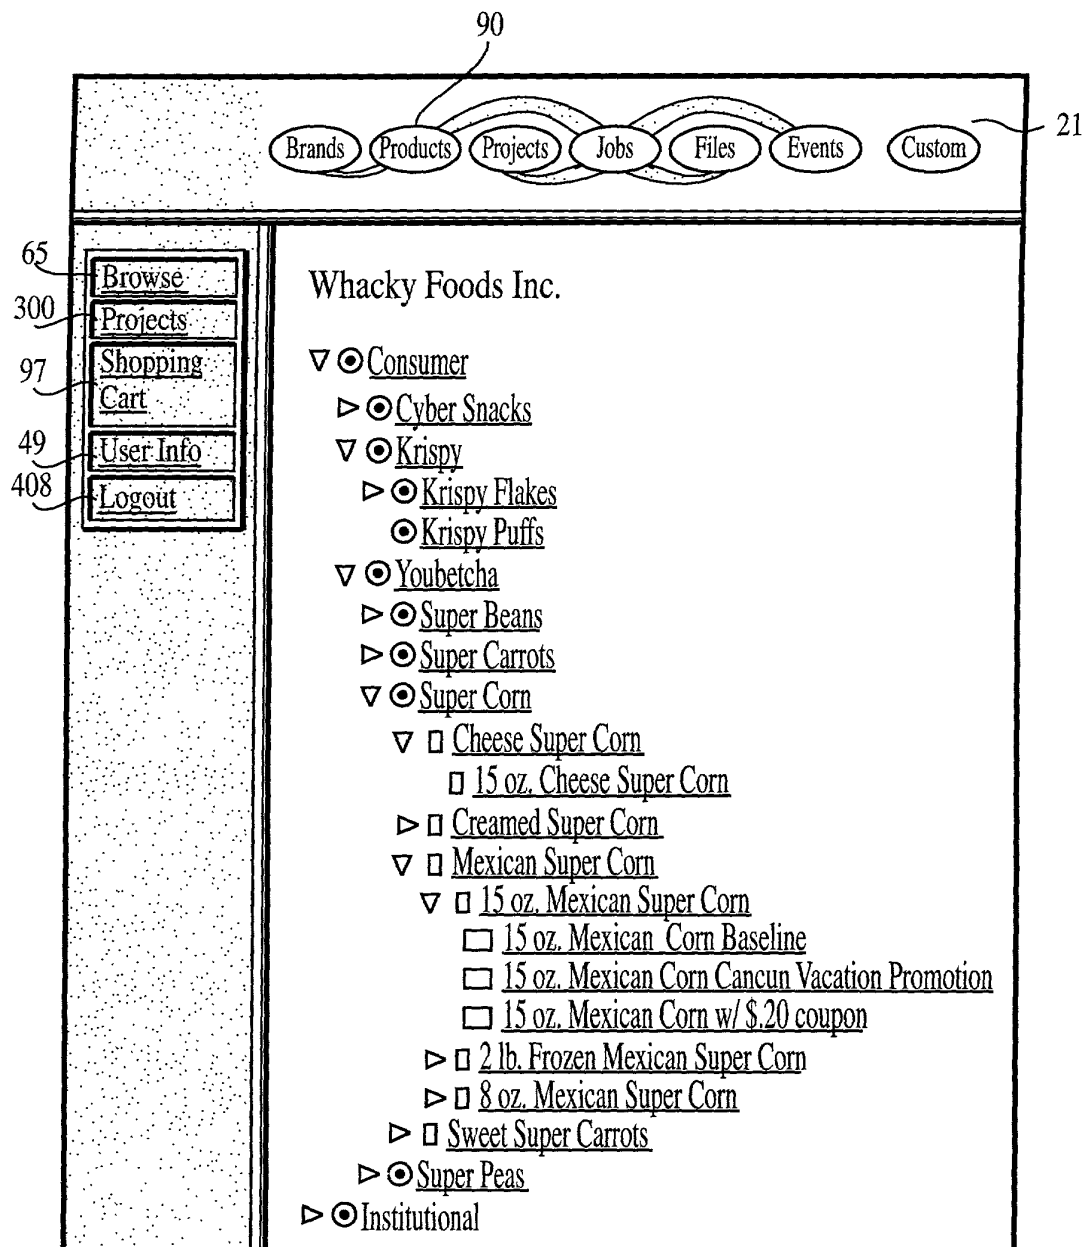 90
Brands Products Projects Jobs Files Events Custom
21
65
Browse
300
Projects
97
Shopping
Cart
49
User Info
408
Logout
Whacky Foods Inc.
Consumer
Cyber Snacks
Krispy
Krispy Flakes
Krispy Puffs
Youbetcha
Super Beans
Super Carrots
Super Corn
Cheese Super Corn
15 oz. Cheese Super Corn
Creamed Super Corn
Mexican Super Corn
15 oz. Mexican Super Corn
15 oz. Mexican Corn Baseline
15 oz. Mexican Corn Cancun Vacation Promotion
15 oz. Mexican Corn w/ $.20 coupon
2 lb. Frozen Mexican Super Corn
8 oz. Mexican Super Corn
Sweet Super Carrots
Super Peas
Institutional